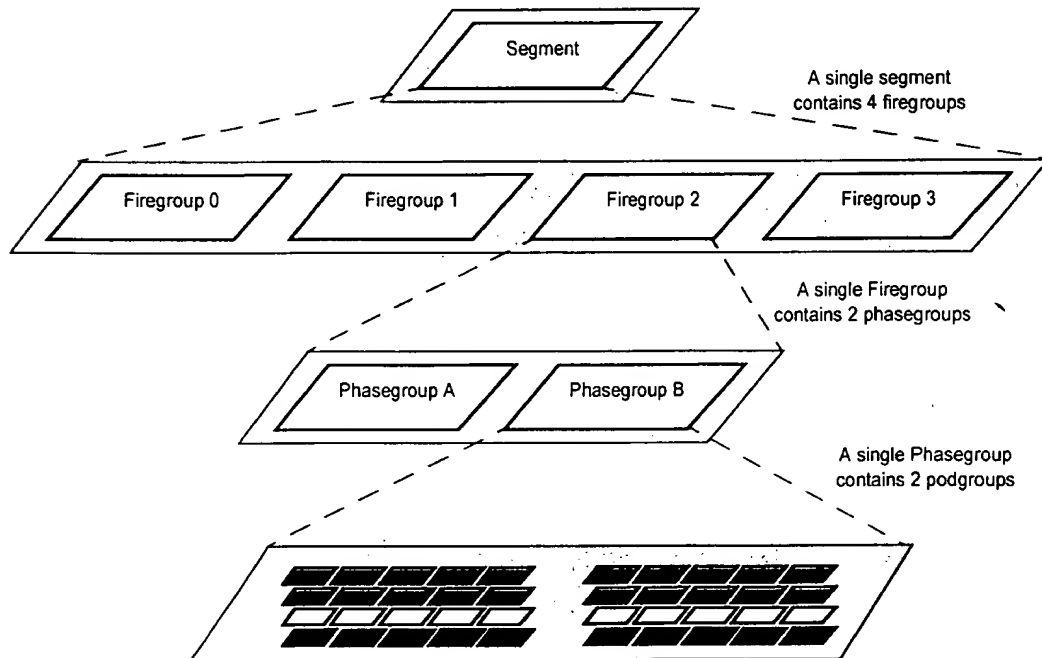 Segment
A single segment
contains 4 firegroups
Firegroup 0
Firegroup 1
Firegroup 2
Firegroup 3
A single Firegroup
contains 2 phasegroups
Phasegroup A
Phasegroup B
A single Phasegroup
contains 2 podgroups